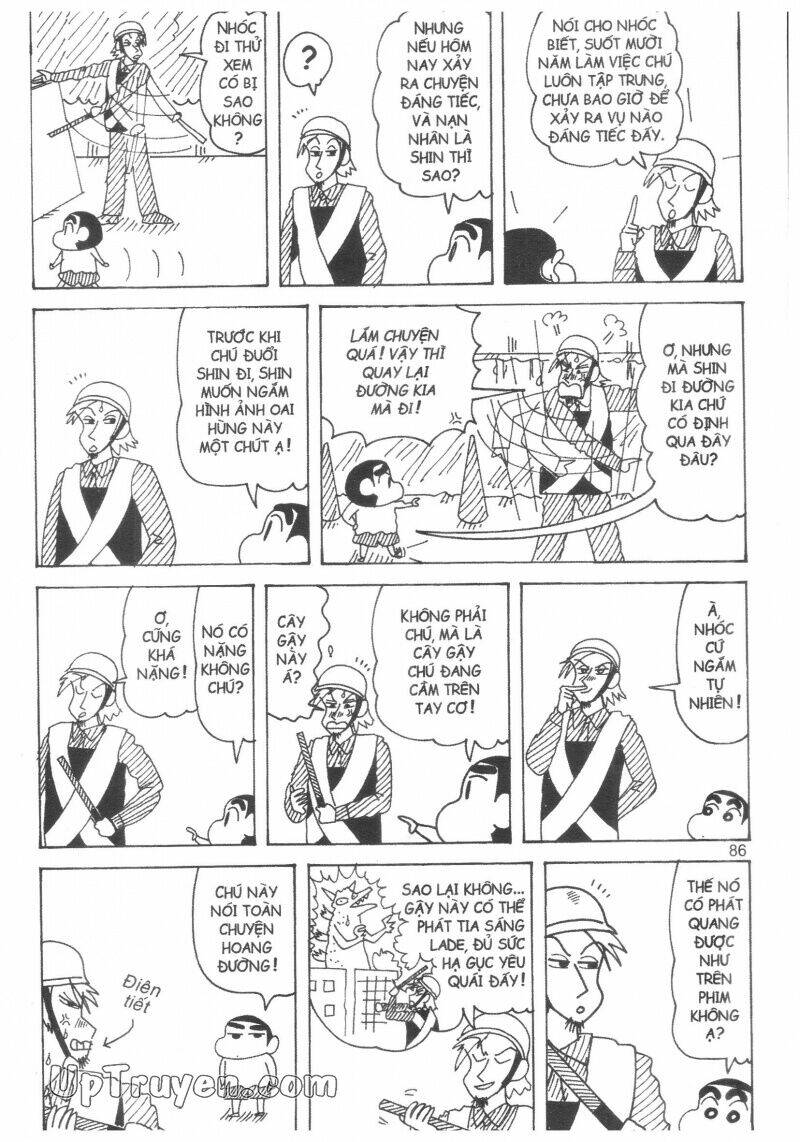 NÓI CHO NHÓC
BIẾT, SUỐT MƯỜI
NĂM LÀM VIỆC CHÚ
LUÔN TẬP TRUNG,
CHƯA BAO GIỜ ĐỂ
XẢY RA VỤ NÀO
ĐÁNG TIẾC ĐẤY.
NHƯNG
NẾU HÔM
NAY XẢY
RA CHUYỆN
ĐÁNG TIẾC,
VÀ NẠN
NHÂN LÀ
SHIN THÌ
SAO?
?
NHÓC
ĐI THỬ
XEM
CÓ BỊ
SAO
KHÔNG
?
Ơ, NHƯNG
MÀ SHIN
ĐI ĐƯỜNG
KIA CHỨ
CÓ ĐỊNH
QUA ĐÂY
ĐÂU?
LẮM CHUYỆN
QUÁ! VẬY THÌ
QUAY LẠI
ĐƯỜNG KIA
MÀ ĐI!
TRƯỚC KHI
CHÚ ĐUỔI
SHIN ĐI, SHIN
MUỐN NGẮM
HÌNH ẢNH OAI
HÙNG NÀY
MỘT CHÚT Ạ!
À,
NHÓC
CỨ
NGẮM
TỰ
NHIÊN!
KHÔNG PHẢI
CHÚ, MÀ LÀ
CÂY GẬY
CHÚ ĐANG
CẦM TRÊN
TAY CƠ!
CÂY
GẬY
NÀY
Á?
NÓ CÓ
NẶNG
KHÔNG
CHÚ?
Ơ,
CŨNG
KHÁ
NẶNG!
86
THẾ NÓ
CÓ PHÁT
QUANG
ĐƯỢC
NHƯ
TRÊN
PHIM
KHÔNG
Ạ?
SAO LẠI KHÔNG...
GẬY NÀY CÓ THỂ
PHÁT TIA SÁNG
LADE, ĐỦ SỨC
HẠ GỤC YÊU
QUÁI ĐẤY!
CHÚ NÀY
NÓI TOÀN
CHUYỆN
HOANG
ĐƯỜNG!
Điên
tiết
UpTruyen.com